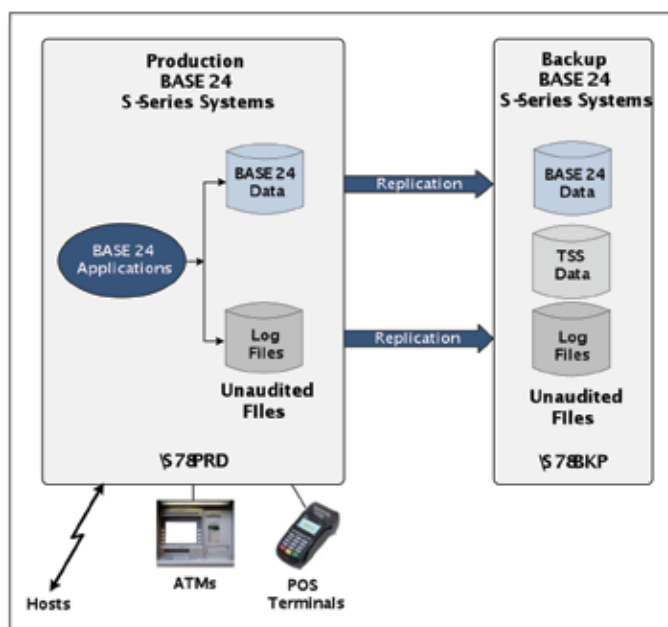 Production
BASE 24
S-Series Systems
BASE 24
Data
BASE 24
Applications
Log
Files
Unaudited
FIles
\S78PRD
Replication
Replication
Backup
BASE 24
S-Series Systems
BASE 24
Data
TSS
Data
Log
Files
Unaudited
FIles
\S78BKP
Hosts
ATMs
POS
Terminals